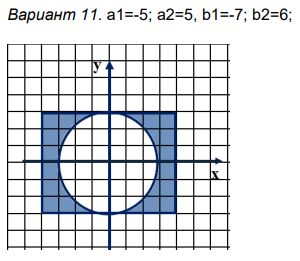 Вариант 11. a1=-5; a2=5, b1=-7; b2=6;
y
x